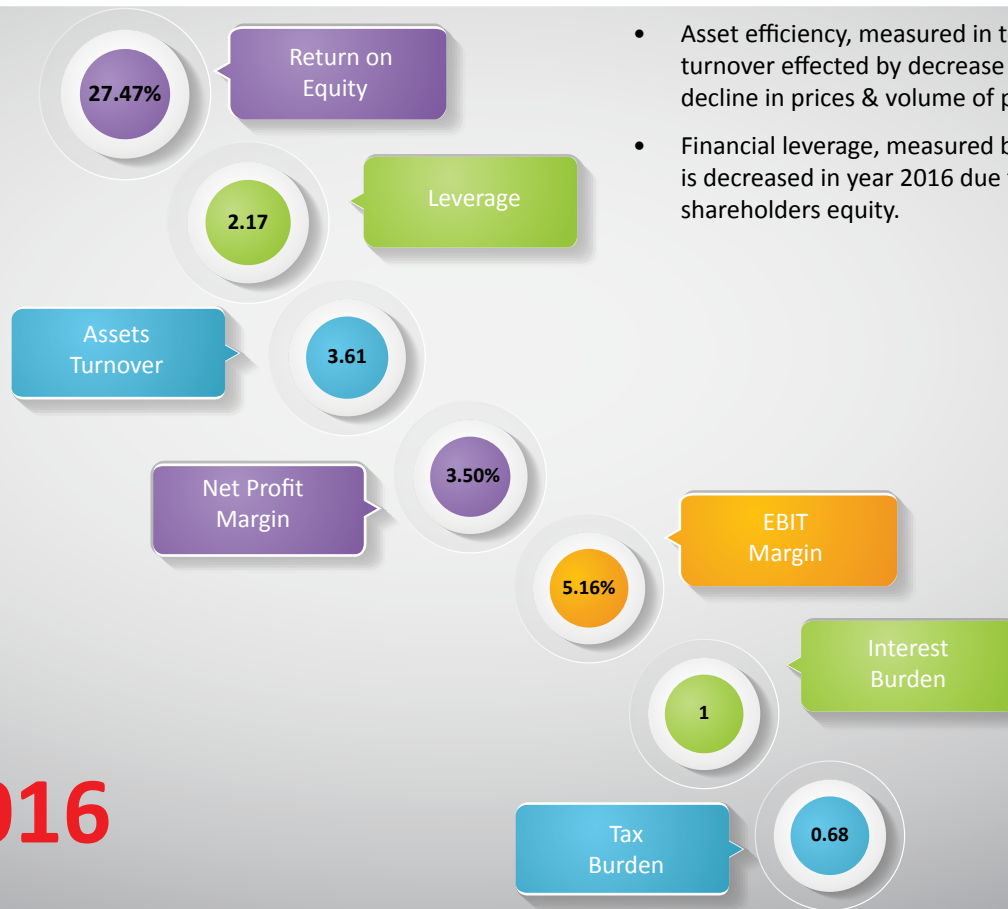 27.47%
Return on
Equity
• Asset efficiency, measured in
turnover effected by decrease
decline in prices & volume of
• Financial leverage, measured
is decreased in year 2016 due
shareholders equity.
2.17
Leverage
Assets
Turnover
3.61
Net Profit
Margin
3.50%
EBIT
Margin
5.16%
Interest
Burden
1
016
Tax
Burden
0.68